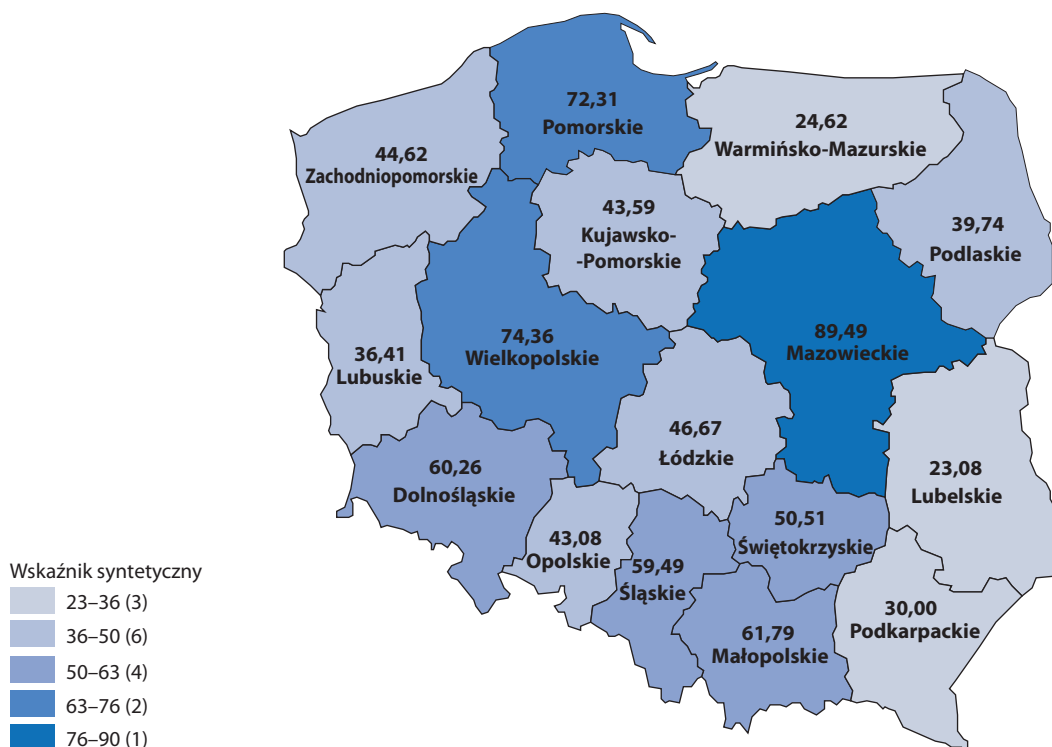 72,31
Pomorskie
24,62
Warmińsko-Mazurskie
44,62
Zachodniopomorskie
43,59
Kujawsko-
-Pomorskie
39,74
Podlaskie
89,49
Mazowieckie
74,36
Wielkopolskie
36,41
Lubuskie
46,67
Łódzkie
60,26
Dolnośląskie
23,08
Lubelskie
50,51
Świętokrzyskie
43,08
Opolskie
59,49
Śląskie
30,00
Podkarpackie
61,79
Małopolskie
Wskaźnik syntetyczny
23–36 (3)
36–50 (6)
50–63 (4)
63–76 (2)
76–90 (1)